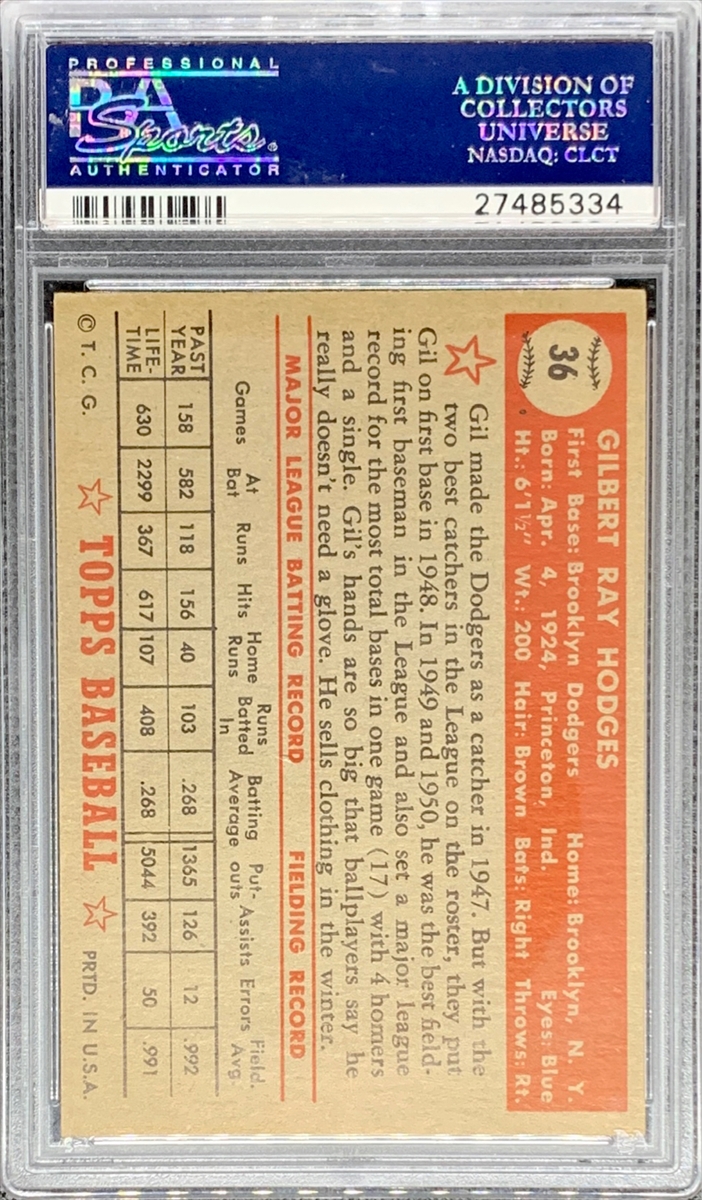 PROFESSIONAL
PSA
Sports®
AUTHENTICATOR
A DIVISION OF
COLLECTORS
UNIVERSE
NASDAQ: CLCT
27485334
36
GILBERT RAY HODGES
First Base: Brooklyn Dodgers Home: Brooklyn, N. Y.
Born: Apr. 4, 1924, Princeton, Ind. Eyes: Blue
Ht.: 6'1½" Wt.: 200 Hair: Brown Bats: Right Throws: Rt.
Gil made the Dodgers as a catcher in 1947. But with the
two best catchers in the League on the roster, they put
Gil on first base in 1948. In 1949 and 1950, he was the best field-
ing first baseman in the League and also set a major league
record for the most total bases in one game (17) with 4 homers
and a single. Gil's hands are so big that ballplayers say he
really doesn't need a glove. He sells clothing in the winter.
MAJOR LEAGUE BATTING RECORD FIELDING RECORD
Games At Bat Runs Hits Home Runs Runs Batted In Batting Average Put-outs Assists Errors Field. Avg.
PAST YEAR 158 582 118 156 40 103 .268 1365 126 12 .992
LIFE-TIME 630 2299 367 617 107 408 .268 5044 392 50 .991
© T. C. G. TOPPS BASEBALL PRTD. IN U.S.A.